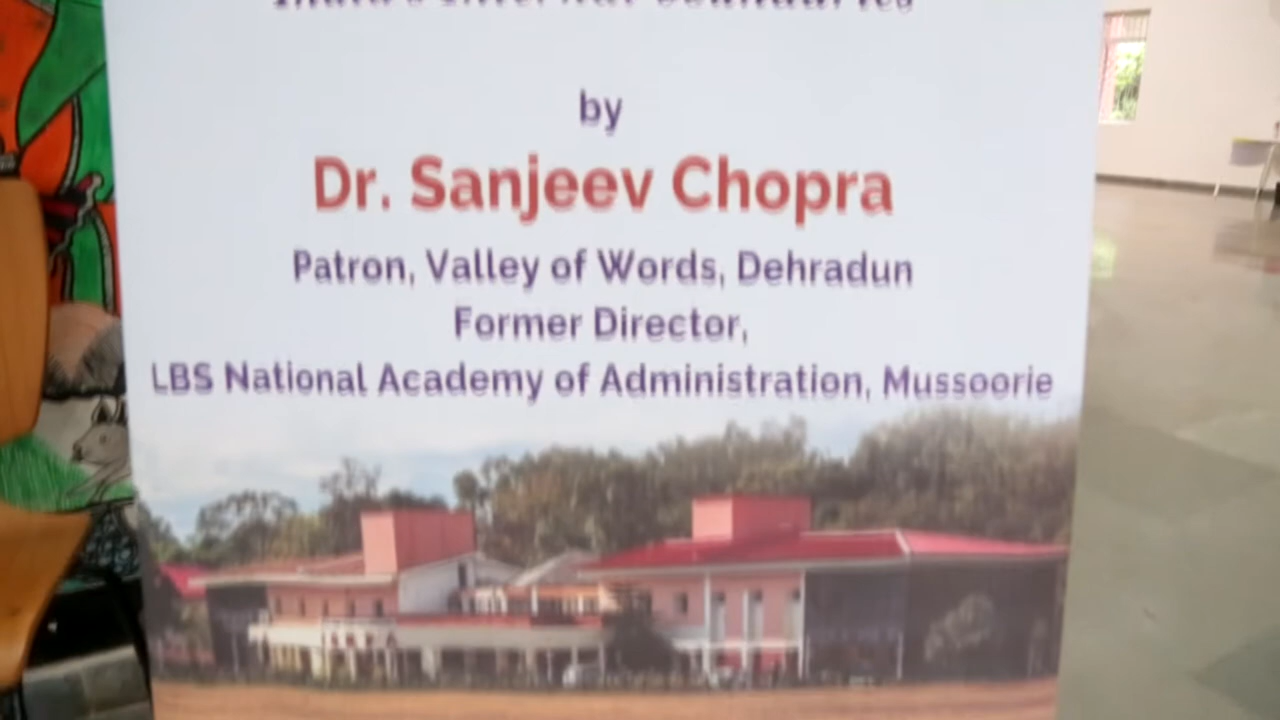 by
Dr. Sanjeev Chopra
Patron, Valley of Words, Dehradun
Former Director,
LBS National Academy of Administration, Mussoorie